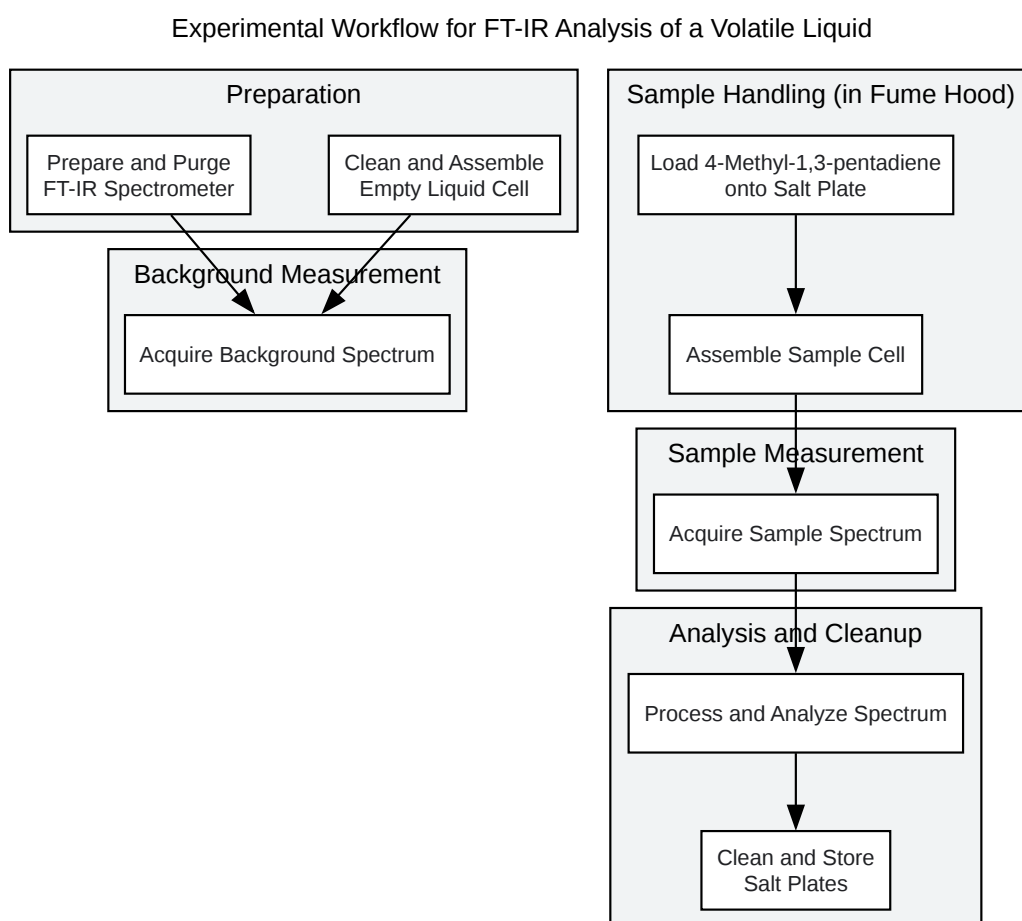 Experimental Workflow for FT-IR Analysis of a Volatile Liquid
Preparation
Prepare and Purge
FT-IR Spectrometer
Clean and Assemble
Empty Liquid Cell
Background Measurement
Acquire Background Spectrum
Sample Handling (in Fume Hood)
Load 4-Methyl-1,3-pentadiene
onto Salt Plate
Assemble Sample Cell
Sample Measurement
Acquire Sample Spectrum
Analysis and Cleanup
Process and Analyze Spectrum
Clean and Store
Salt Plates